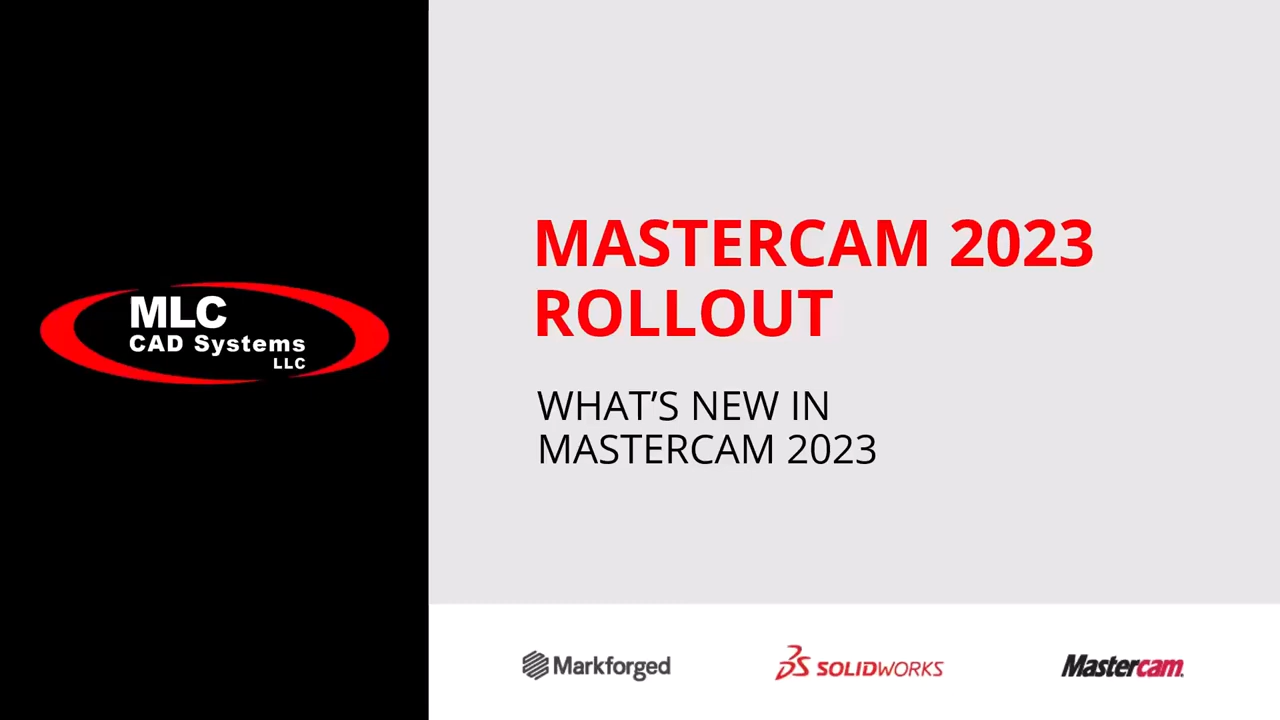 MLC
CAD Systems
LLC
MASTERCAM 2023
ROLLOUT
WHAT’S NEW IN
MASTERCAM 2023
Markforged
SOLIDWORKS
Mastercam.